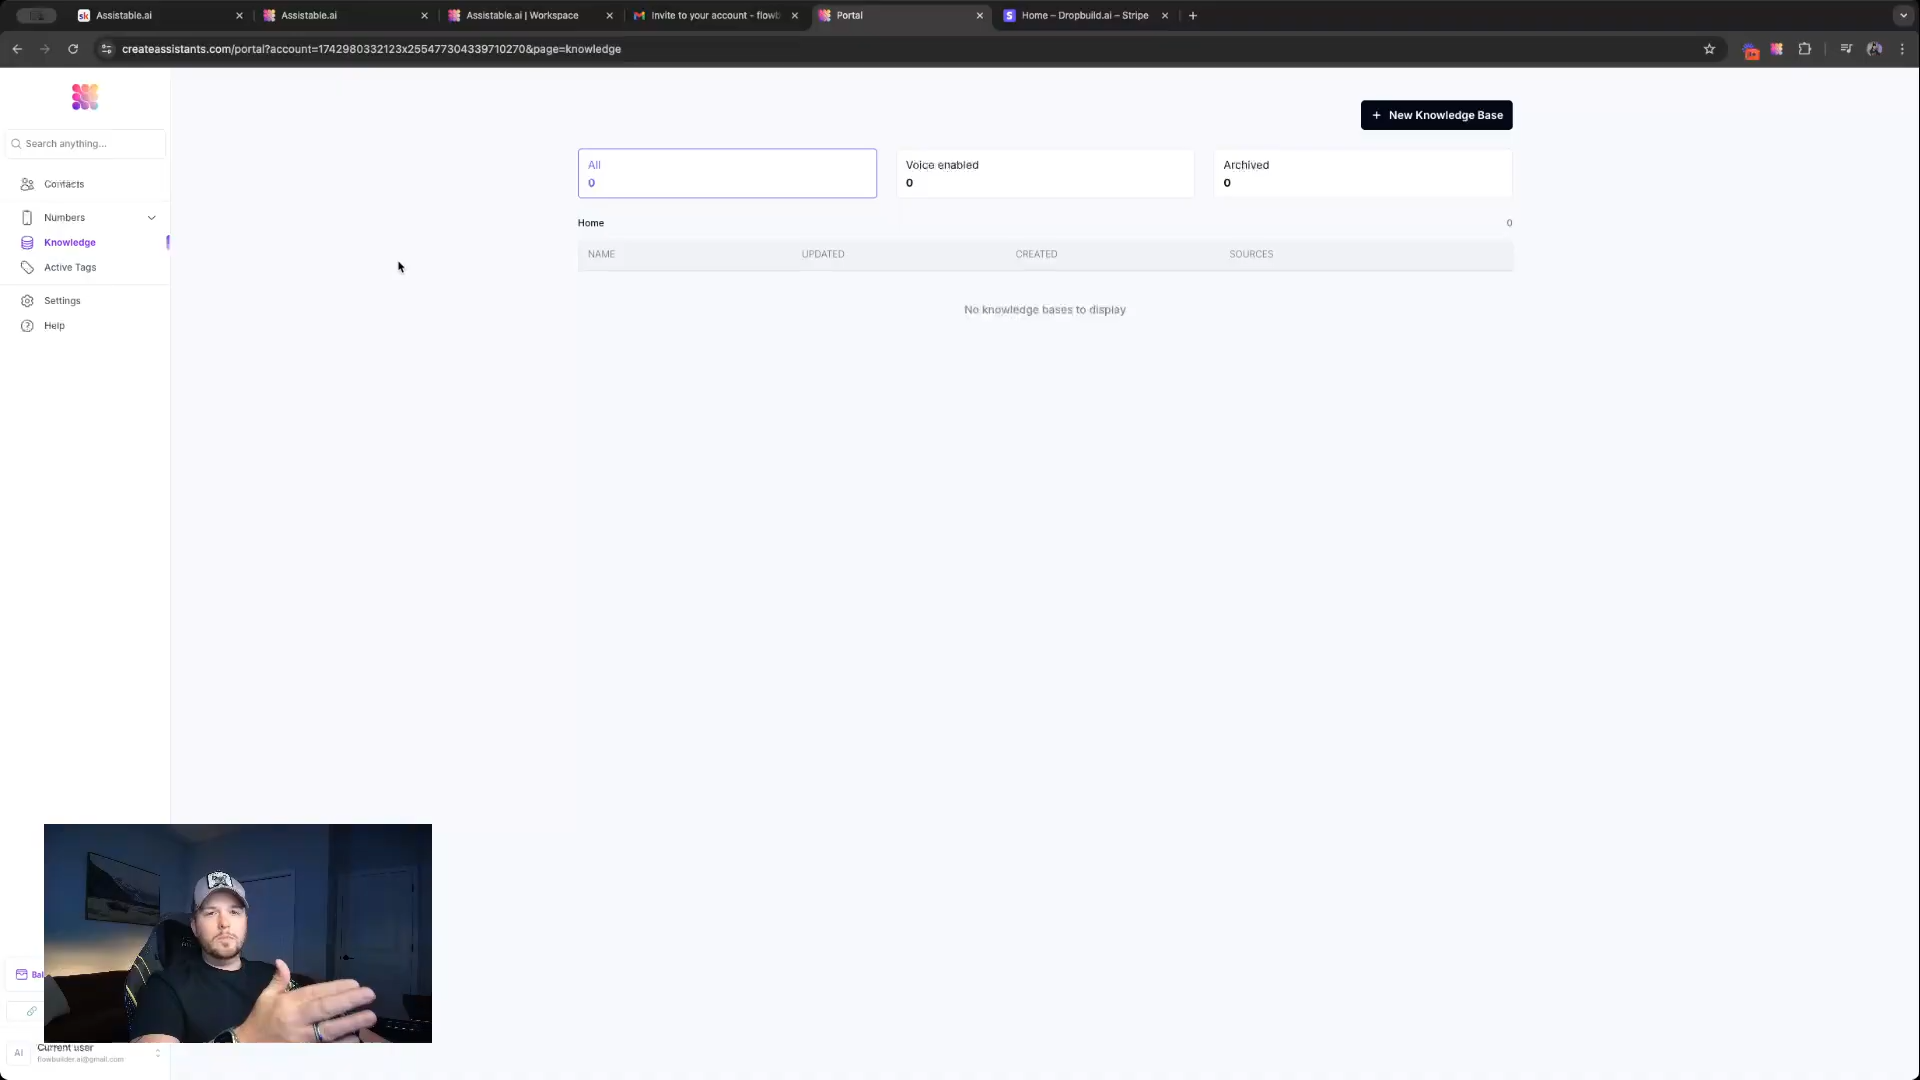 Assistable.ai
Assistable.ai
Assistable.ai | Workspace
Invite to your account - flowb
Portal
Home – Dropbuild.ai – Stripe
createassistants.com/portal?account=1742980332123x255477304339710270&page=knowledge
Search anything...
Contacts
Numbers
Knowledge
Active Tags
Settings
Help
+ New Knowledge Base
All
0
Voice enabled
0
Archived
0
Home
0
NAME
UPDATED
CREATED
SOURCES
No knowledge bases to display
Bal
AI
Current user
flowbuilder.ai@gmail.com